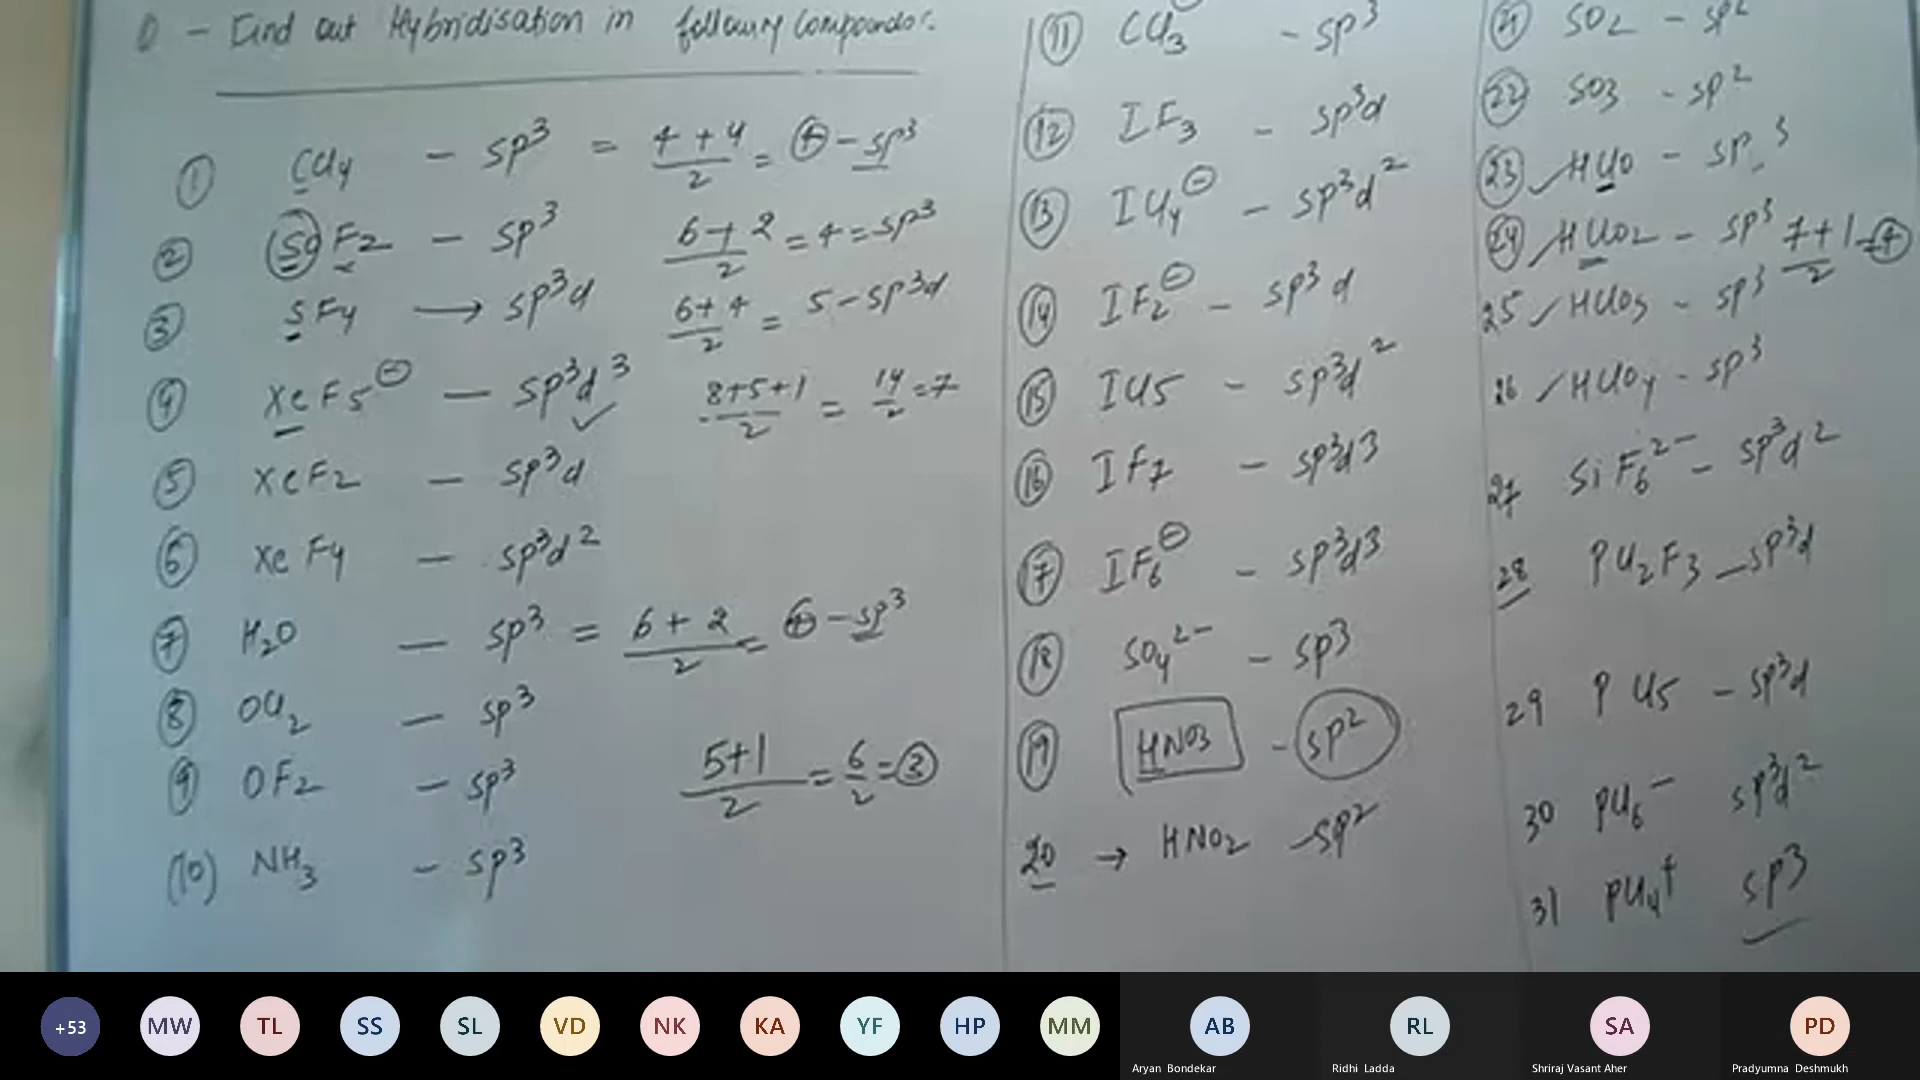 Q - Find out Hybridisation in following compounds.
① CCl4 - sp³ = 4+4/2 = ④ - sp³
② SOF2 - sp³ 6+2/2 = 4 = sp³
③ SF4 → sp³d 6+4/2 = 5 - sp³d
④ XeF5⊖ - sp³d³ ✓ 8+5+1/2 = 14/2 = 7
⑤ XeF2 - sp³d
⑥ XeF4 - sp³d²
⑦ H2O - sp³ = 6+2/2 = ④ - sp³
⑧ OCl2 - sp³
⑨ OF2 - sp³
(10) NH3 - sp³
5+1/2 = 6/2 = ③
⑪ CCl3⊖ - sp³
⑫ IF3 - sp³d
⑬ ICl4⊖ - sp³d²
⑭ IF2⊖ - sp³d
⑮ ICl5 - sp³d²
⑯ IF7 - sp³d3
⑰ IF6⊖ - sp³d3
⑱ SO4²⁻ - sp³
⑲ HNO3 - sp²
20 → HNO2 - sp²
㉑ SO2 - sp²
㉒ SO3 - sp²
㉓ ✓ HClO - sp³
㉔ ✓ HClO2 - sp³ 7+1/2 = ④
25 ✓ HClO3 - sp³
26 ✓ HClO4 - sp³
27 SiF6²⁻ - sp³d²
28 PCl2F3 - sp³d
29 PCl5 - sp³d
30 PCl6⁻ sp³d²
31 PCl4⁺ sp3
+53 MW TL SS SL VD NK KA YF HP MM AB RL SA PD
Aryan Bondekar Ridhi Ladda Shriraj Vasant Aher Pradyumna Deshmukh